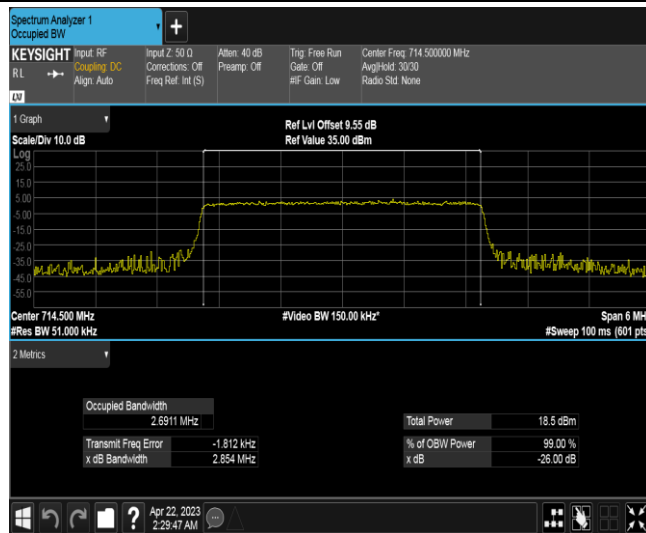 Spectrum Analyzer 1
Occupied BW
+
KEYSIGHT
RL
Input: RF
Coupling: DC
Align: Auto
Input Z: 50 Ω
Corrections: Off
Freq Ref: Int (S)
Atten: 40 dB
Preamp: Off
Trig: Free Run
Gate: Off
#IF Gain: Low
Center Freq: 714.500000 MHz
Avg|Hold: 30/30
Radio Std: None
1 Graph
Scale/Div 10.0 dB
Ref Lvl Offset 9.55 dB
Ref Value 35.00 dBm
Log
25.0
15.0
5.00
-5.00
-15.0
-25.0
-35.0
-45.0
-55.0
Center 714.500 MHz
#Res BW 51.000 kHz
#Video BW 150.00 kHz*
Span 6 MH
#Sweep 100 ms (601 pts
2 Metrics
Occupied Bandwidth
2.6911 MHz
Transmit Freq Error -1.812 kHz
x dB Bandwidth 2.854 MHz
Total Power 18.5 dBm
% of OBW Power 99.00 %
x dB -26.00 dB
?
Apr 22, 2023
2:29:47 AM